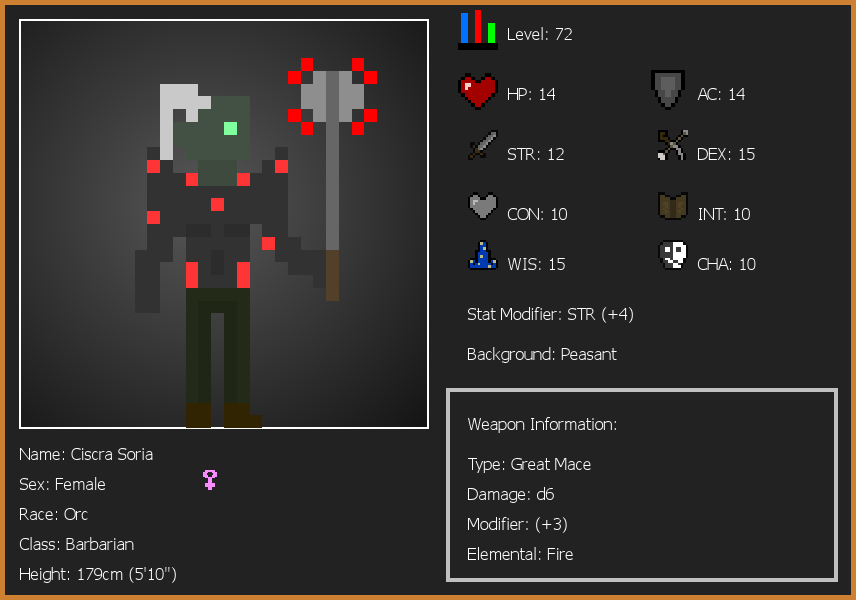 Level: 72
HP: 14
AC: 14
STR: 12
DEX: 15
CON: 10
INT: 10
WIS: 15
CHA: 10
Stat Modifier: STR (+4)
Background: Peasant
Weapon Information:
Type: Great Mace
Damage: d6
Modifier: (+3)
Elemental: Fire
Name: Ciscra Soria
Sex: Female
Race: Orc
Class: Barbarian
Height: 179cm (5'10")